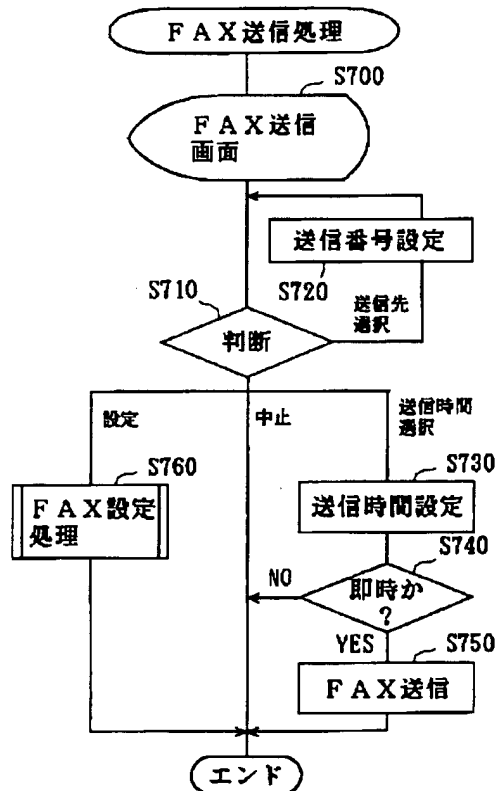 ＦＡＸ送信処理
S700
ＦＡＸ送信
画面
送信番号設定
S720
送信先
選択
S710
判断
設定
中止
送信時間
選択
S760
ＦＡＸ設定
処理
S730
送信時間設定
S740
即時か
？
NO
YES
S750
ＦＡＸ送信
エンド